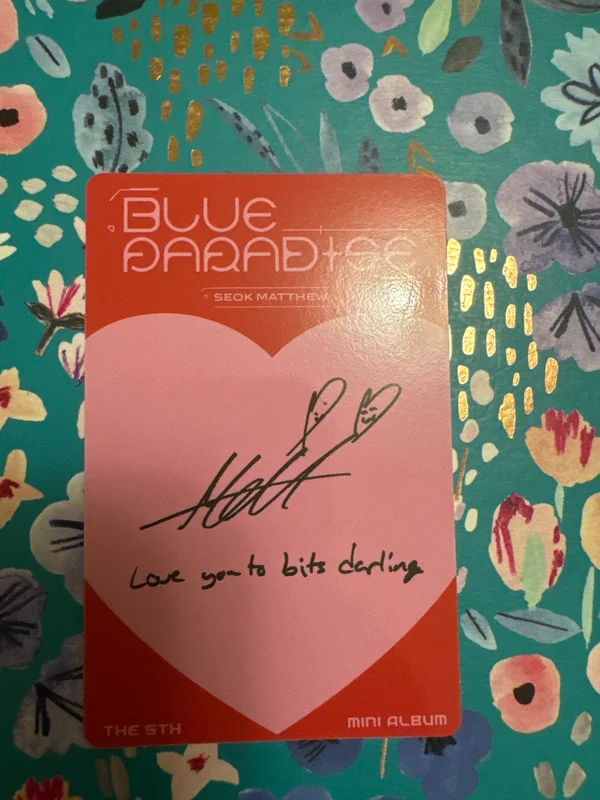 BLUE
PARADISE
SEOK MATTHEW
Matt
Love you to bits darling
THE 5TH
MINI ALBUM